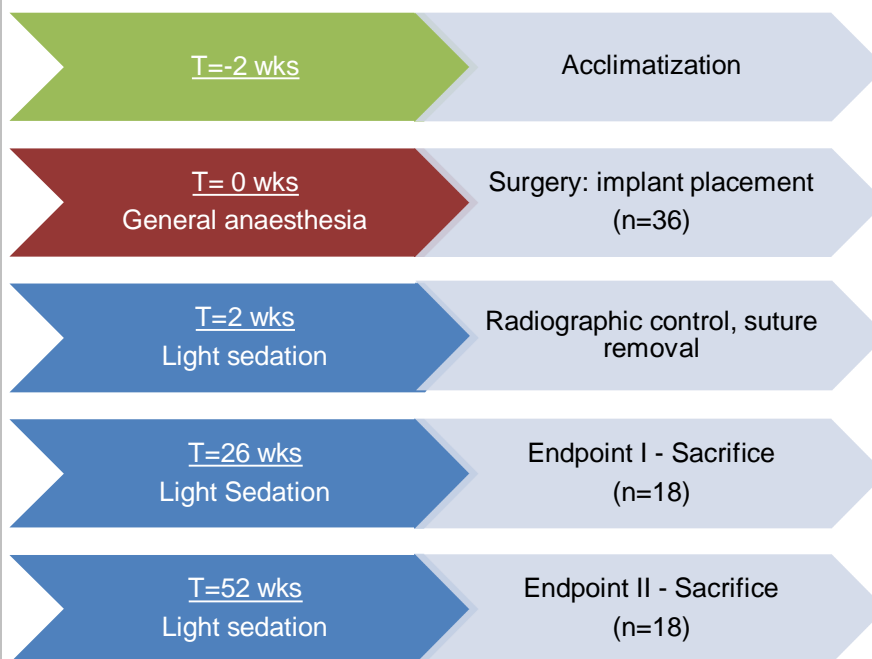 T=-2 wks
Acclimatization
T= 0 wks
General anaesthesia
Surgery: implant placement
(n=36)
T=2 wks
Light sedation
Radiographic control, suture
removal
T=26 wks
Light Sedation
Endpoint I - Sacrifice
(n=18)
T=52 wks
Light sedation
Endpoint II - Sacrifice
(n=18)